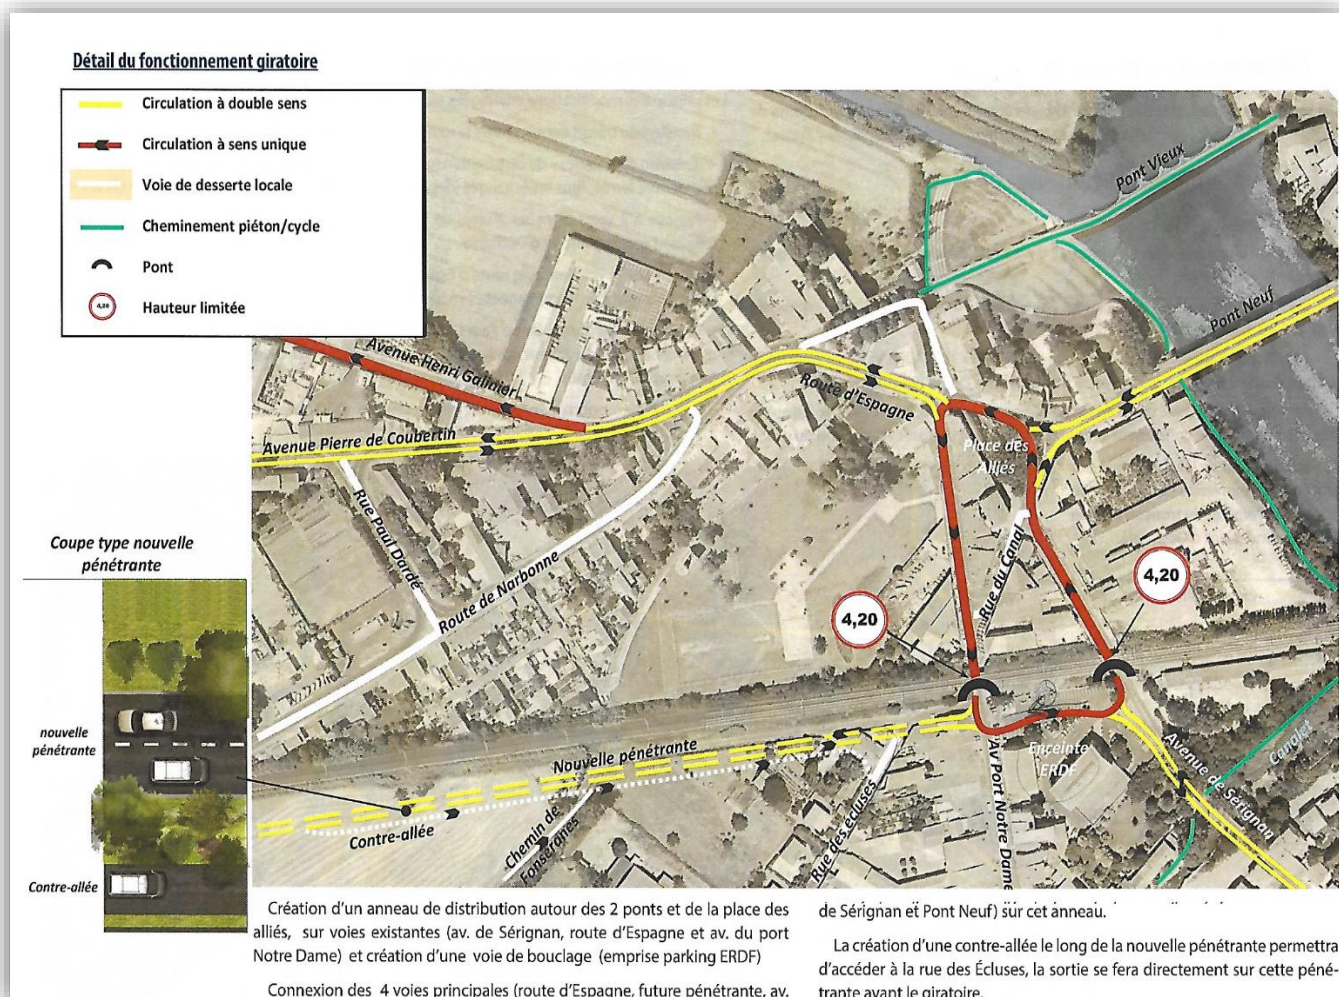 Détail du fonctionnement giratoire
Circulation à double sens
Circulation à sens unique
Voie de desserte locale
Cheminement piéton/cycle
Pont
4,20
Hauteur limitée
Pont Vieux
Pont Neuf
Avenue Henri Galinier
Route d'Espagne
Avenue Pierre de Coubertin
Place des
Alliés
Rue Paul Dardé
Route de Narbonne
Rue du Canal
4,20
4,20
Coupe type nouvelle
pénétrante
nouvelle
pénétrante
Contre-allée
Nouvelle pénétrante
Contre-allée
Chemin de
Fonseranes
Rue des écluses
Av Port Notre Dame
Enceinte
ERDF
Avenue de Sérignan
Canalet
Création d'un anneau de distribution autour des 2 ponts et de la place des
alliés, sur voies existantes (av. de Sérignan, route d'Espagne et av. du port
Notre Dame) et création d'une voie de bouclage (emprise parking ERDF)
Connexion des 4 voies principales (route d'Espagne, future pénétrante, av.
de Sérignan et Pont Neuf) sur cet anneau.
La création d'une contre-allée le long de la nouvelle pénétrante permettra
d'accéder à la rue des Écluses, la sortie se fera directement sur cette péné-
trante avant le giratoire.